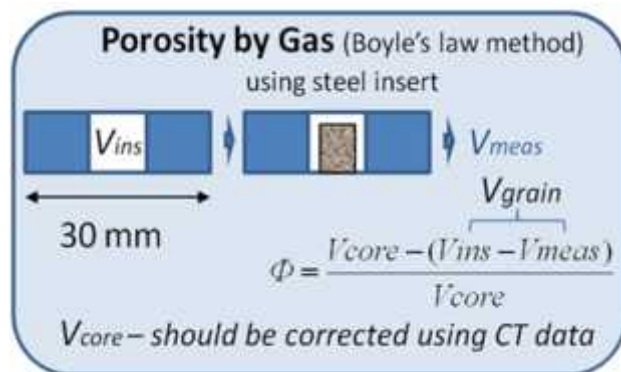 Porosity by Gas (Boyle's law method)
using steel insert
Vins
Vmeas
Vgrain
30 mm
Φ = Vcore – (Vins – Vmeas) / Vcore
Vcore – should be corrected using CT data